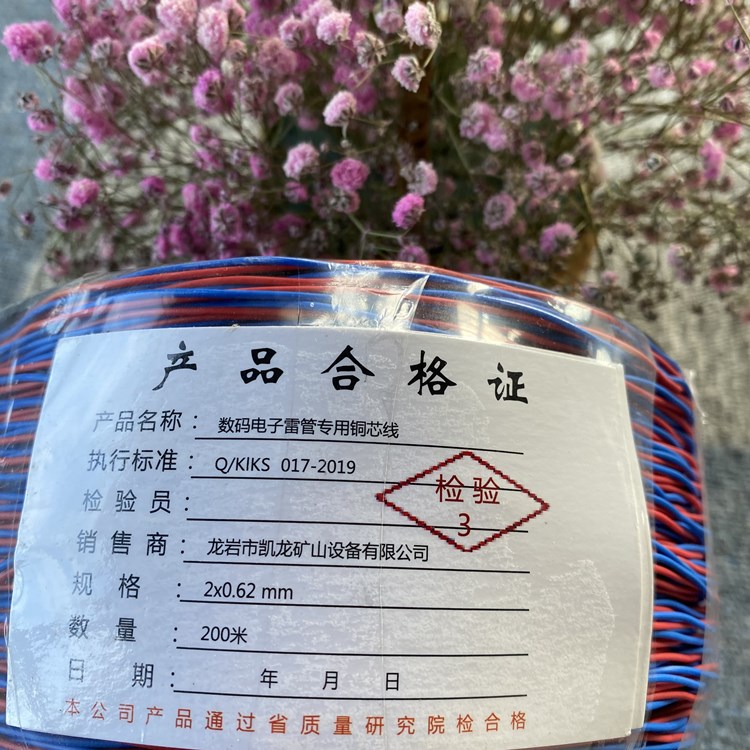 产品合格证
产品名称： 数码电子雷管专用铜芯线
执行标准： Q/KlKS 017-2019
检验员：
检验
3
销售商： 龙岩市凯龙矿山设备有限公司
规格： 2x0.62 mm
数量： 200米
日期： 年 月 日
本公司产品通过省质量研究院检合格